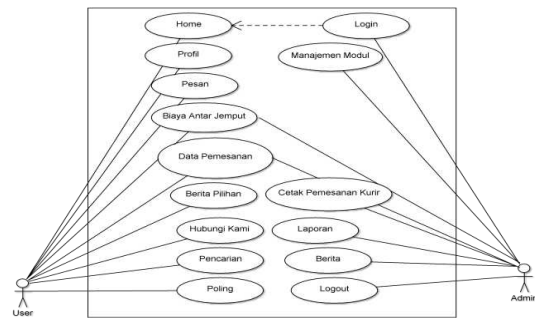 Home
Login
Profil
Manajemen Modul
Pesan
Biaya Antar Jemput
Data Pemesanan
Berita Pilihan
Cetak Pemesanan Kurir
Hubungi Kami
Laporan
Pencarian
Berita
Poling
Logout
User
Admin